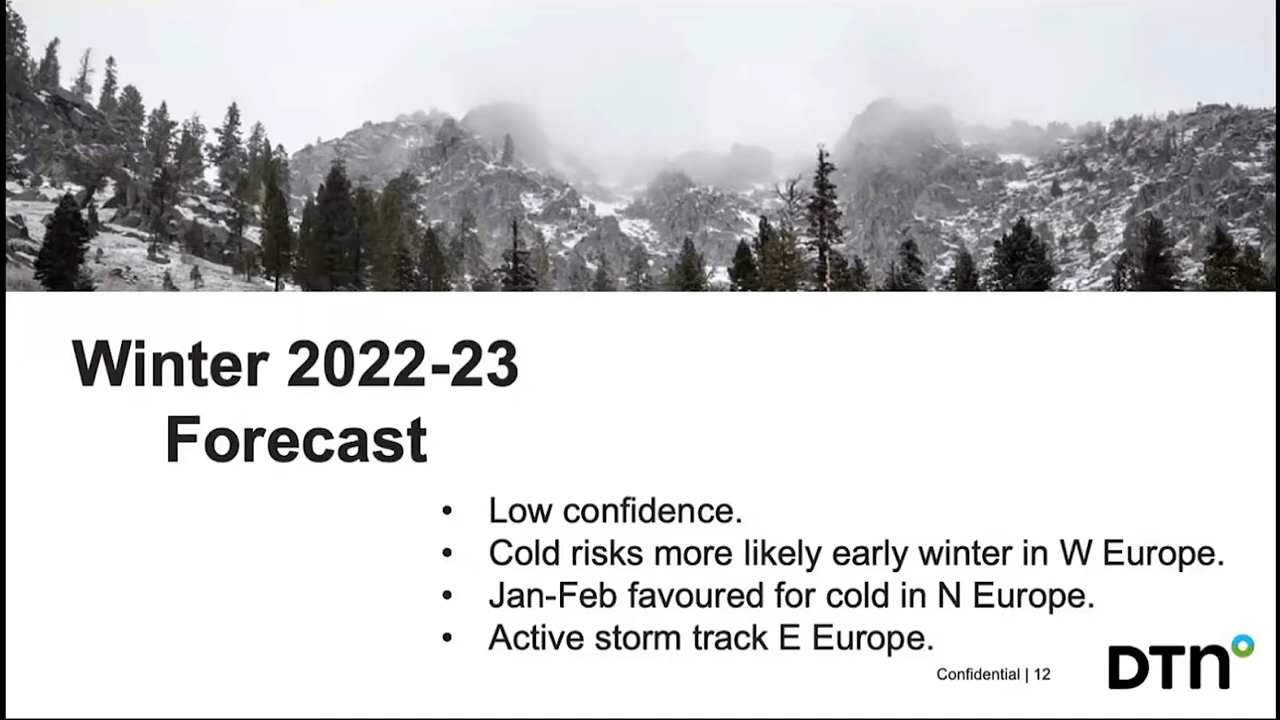 Winter 2022-23
Forecast
• Low confidence.
• Cold risks more likely early winter in W Europe.
• Jan-Feb favoured for cold in N Europe.
• Active storm track E Europe.
Confidential | 12
DTN